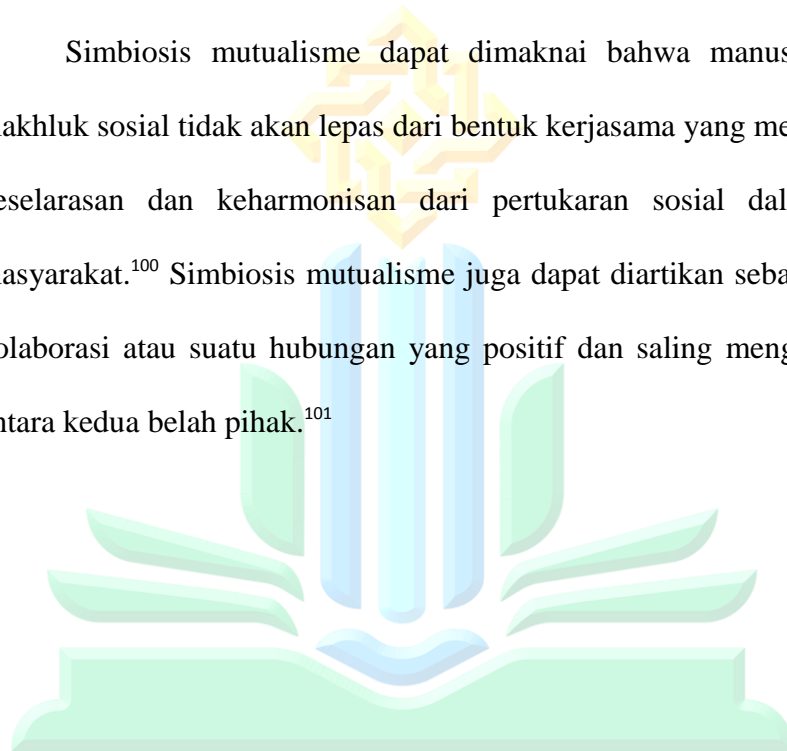 Simbiosis mutualisme dapat dimaknai bahwa manus
akhluk sosial tidak akan lepas dari bentuk kerjasama yang me
eselarasan dan keharmonisan dari pertukaran sosial dal
asyarakat.100 Simbiosis mutualisme juga dapat diartikan seba
olaborasi atau suatu hubungan yang positif dan saling meng
ntara kedua belah pihak.101